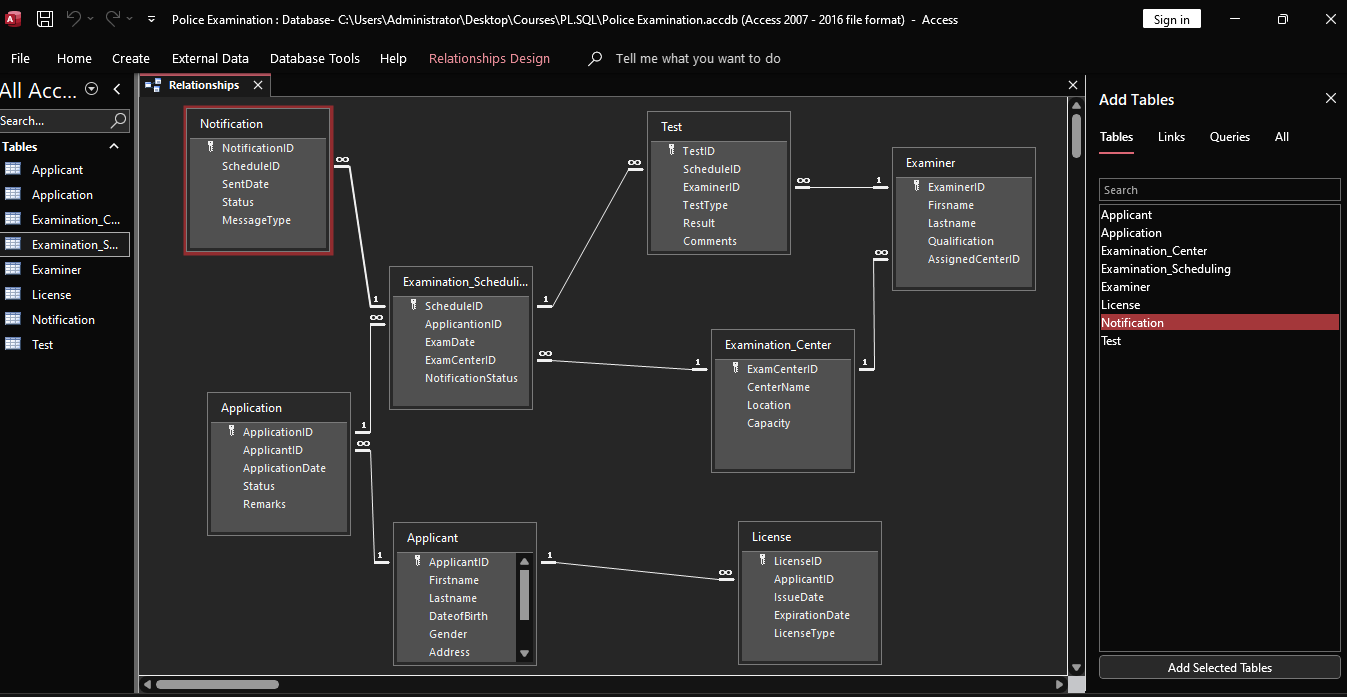 Police Examination : Database- C:\Users\Administrator\Desktop\Courses\PL.SQL\Police Examination.accdb (Access 2007 - 2016 file format)  -  Access
Sign in
File
Home
Create
External Data
Database Tools
Help
Relationships Design
Tell me what you want to do
All Acc...
Search...
Tables
Applicant
Application
Examination_C...
Examination_S...
Examiner
License
Notification
Test
Relationships
Notification
NotificationID
ScheduleID
SentDate
Status
MessageType
Test
TestID
ScheduleID
ExaminerID
TestType
Result
Comments
Examiner
ExaminerID
Firsname
Lastname
Qualification
AssignedCenterID
Examination_Scheduli...
ScheduleID
ApplicantionID
ExamDate
ExamCenterID
NotificationStatus
Examination_Center
ExamCenterID
CenterName
Location
Capacity
Application
ApplicationID
ApplicantID
ApplicationDate
Status
Remarks
Applicant
ApplicantID
Firstname
Lastname
DateofBirth
Gender
Address
License
LicenseID
ApplicantID
IssueDate
ExpirationDate
LicenseType
∞
1
∞
1
∞
1
∞
1
∞
1
∞
1
∞
1
1
∞
Add Tables
Tables
Links
Queries
All
Search
Applicant
Application
Examination_Center
Examination_Scheduling
Examiner
License
Notification
Test
Add Selected Tables